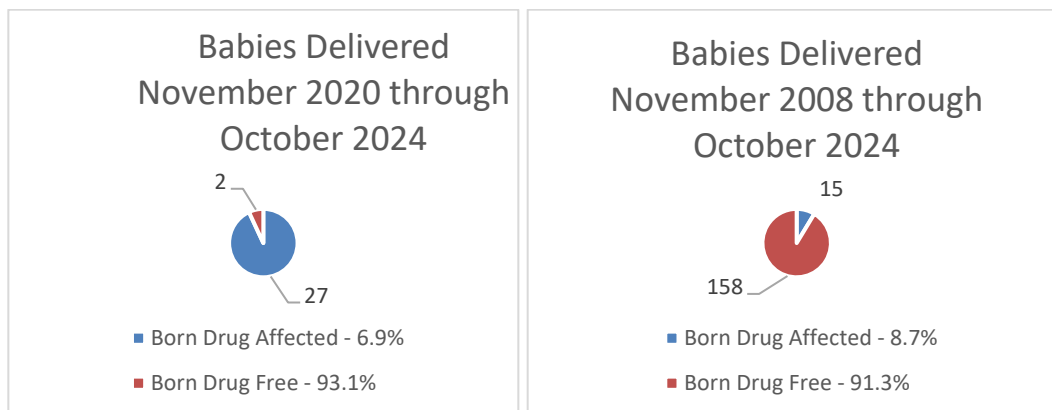 Babies Delivered
November 2020 through
October 2024
2
27
■ Born Drug Affected - 6.9%
■ Born Drug Free - 93.1%
Babies Delivered
November 2008 through
October 2024
15
158
■ Born Drug Affected - 8.7%
■ Born Drug Free - 91.3%